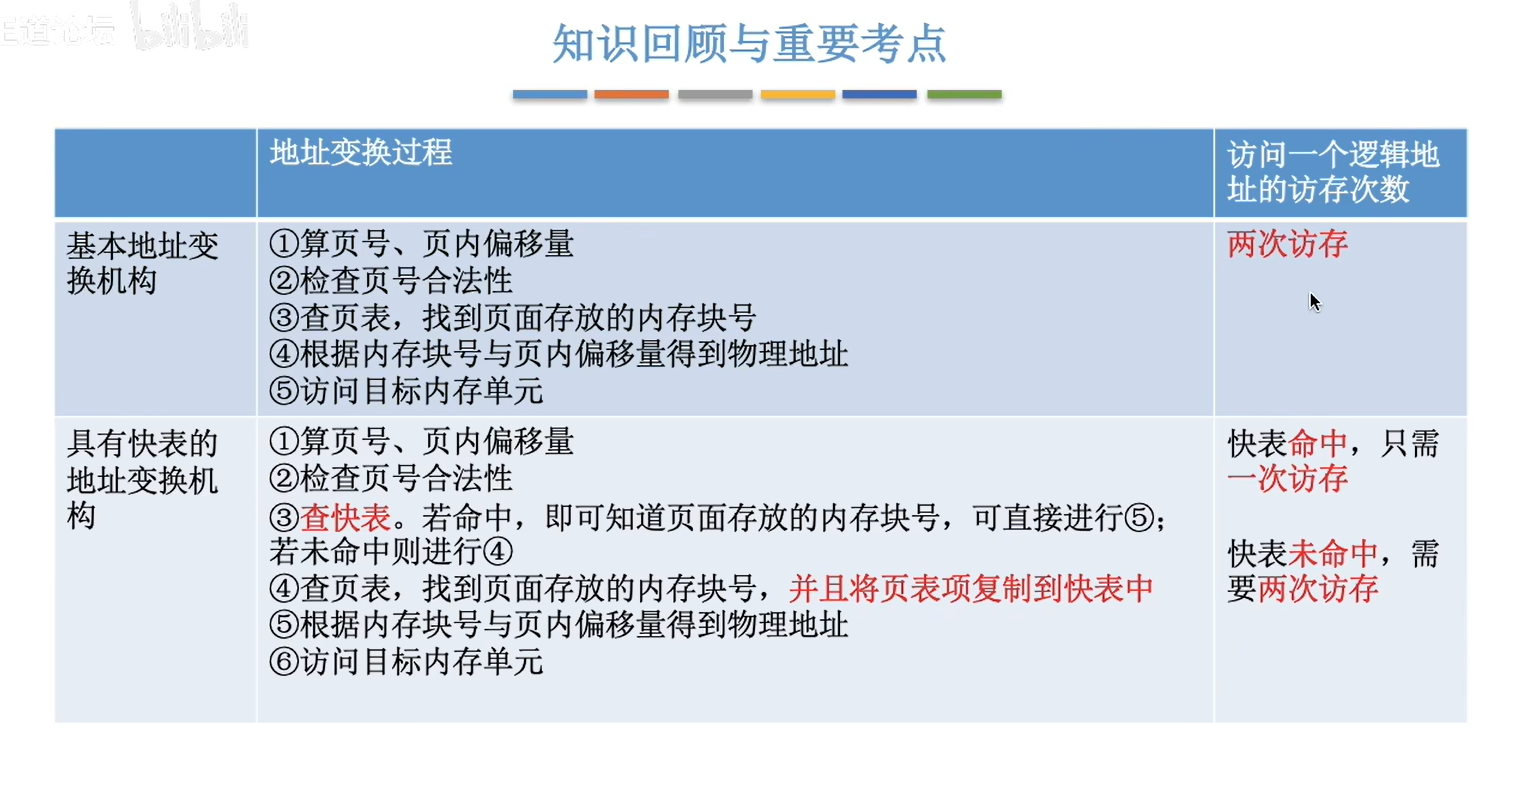 王道论坛 bilibili
知识回顾与重要考点
地址变换过程
访问一个逻辑地
址的访存次数
基本地址变
换机构
①算页号、页内偏移量
②检查页号合法性
③查页表，找到页面存放的内存块号
④根据内存块号与页内偏移量得到物理地址
⑤访问目标内存单元
两次访存
具有快表的
地址变换机
构
①算页号、页内偏移量
②检查页号合法性
③查快表。若命中，即可知道页面存放的内存块号，可直接进行⑤；
若未命中则进行④
④查页表，找到页面存放的内存块号，并且将页表项复制到快表中
⑤根据内存块号与页内偏移量得到物理地址
⑥访问目标内存单元
快表命中，只需
一次访存
快表未命中，需
要两次访存